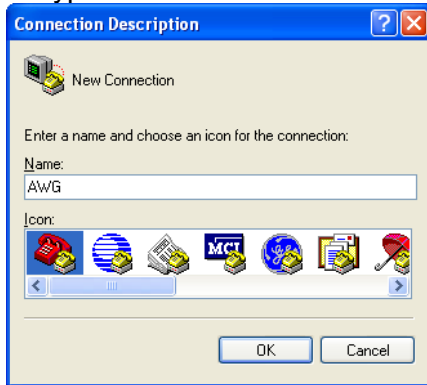 Connection Description
New Connection
Enter a name and choose an icon for the connection:
Name:
AWG
Icon:
MCI
OK Cancel